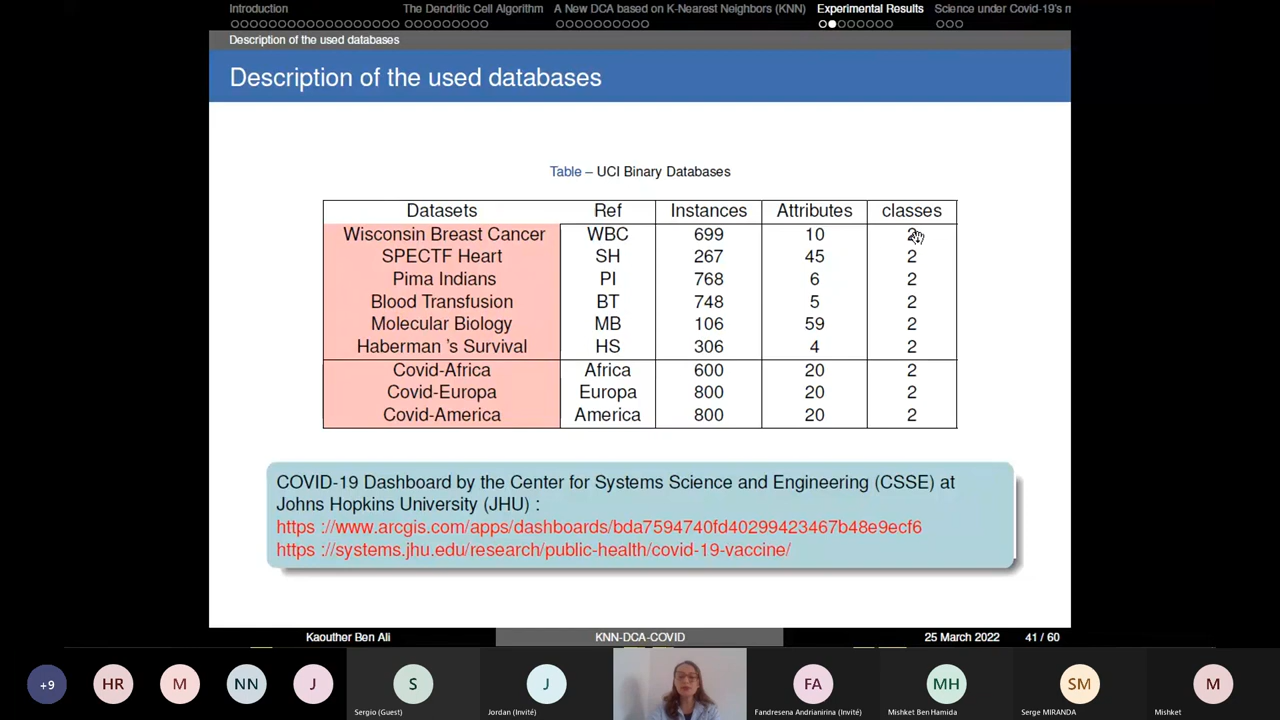 Introduction The Dendritic Cell Algorithm A New DCA based on K-Nearest Neighbors (KNN) Experimental Results Science under Covid-19's
Description of the used databases
Description of the used databases
Table – UCI Binary Databases
Datasets Ref Instances Attributes classes
Wisconsin Breast Cancer WBC 699 10 2
SPECTF Heart SH 267 45 2
Pima Indians PI 768 6 2
Blood Transfusion BT 748 5 2
Molecular Biology MB 106 59 2
Haberman 's Survival HS 306 4 2
Covid-Africa Africa 600 20 2
Covid-Europa Europa 800 20 2
Covid-America America 800 20 2
COVID-19 Dashboard by the Center for Systems Science and Engineering (CSSE) at
Johns Hopkins University (JHU) :
https ://www.arcgis.com/apps/dashboards/bda7594740fd40299423467b48e9ecf6
https ://systems.jhu.edu/research/public-health/covid-19-vaccine/
Kaouther Ben Ali KNN-DCA-COVID 25 March 2022 41 / 60
+9 HR M NN J S J FA MH SM M
Sergio (Guest) Jordan (Invité) Fandresena Andrianirina (Invité) Mishket Ben Hamida Serge MIRANDA Mishket